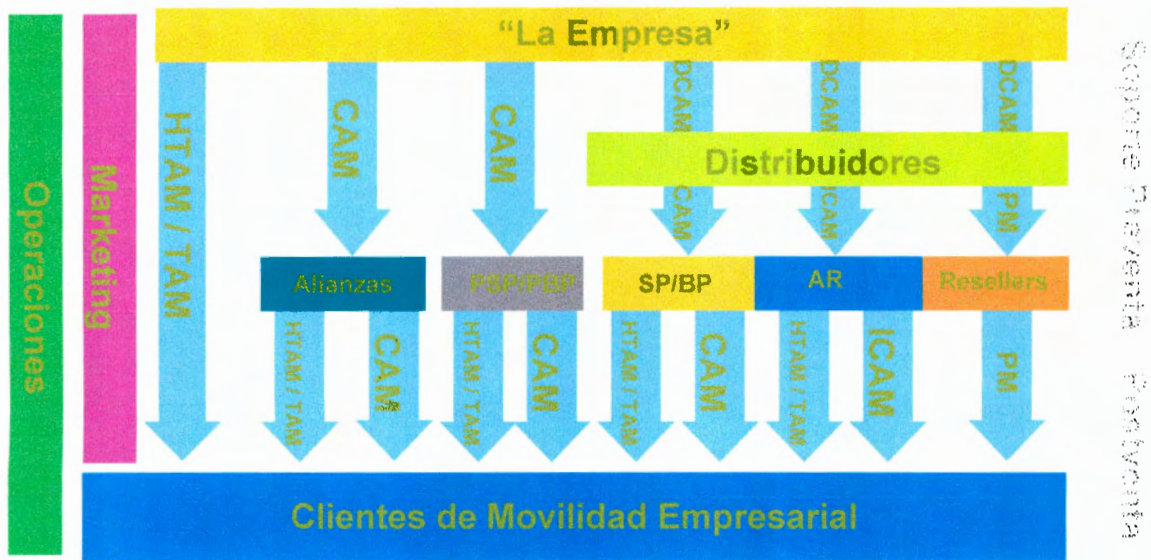 “La Empresa”
Operaciones
Marketing
HTAM / TAM
CAM
CAM
DCAM
DCAM
DCAM
Distribuidores
CAM
ICAM
PM
Alianzas
PSP/PBP
SP/BP
AR
Resellers
HTAM / TAM
CAM
HTAM / TAM
CAM
HTAM / TAM
CAM
HTAM / TAM
ICAM
PM
Clientes de Movilidad Empresarial
Soporte Preventa Postventa